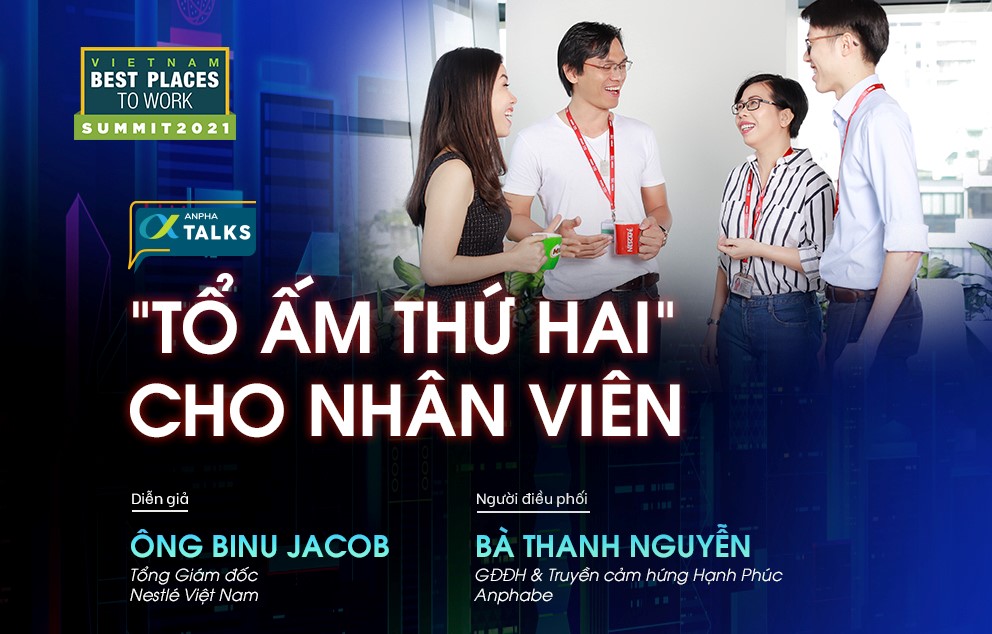 VIETNAM
BEST PLACES
TO WORK
SUMMIT2021
ANPHA
TALKS
"TỔ ẤM THỨ HAI"
CHO NHÂN VIÊN
Diễn giả
ÔNG BINU JACOB
Tổng Giám đốc
Nestlé Việt Nam
Người điều phối
BÀ THANH NGUYỄN
GĐĐH & Truyền cảm hứng Hạnh Phúc
Anphabe